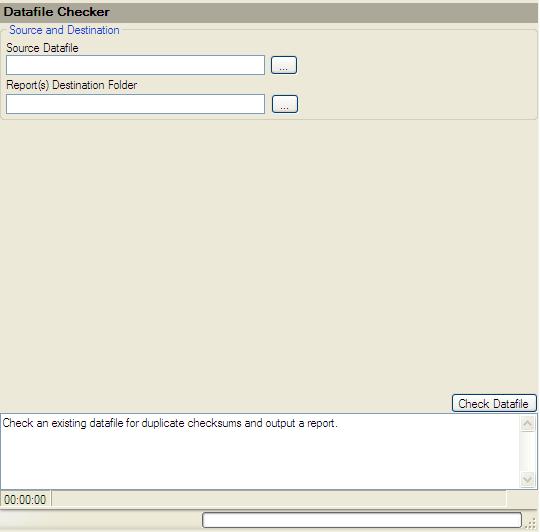 Datafile Checker
Source and Destination
Source Datafile
...
Report(s) Destination Folder
...
Check Datafile
Check an existing datafile for duplicate checksums and output a report.
00:00:00